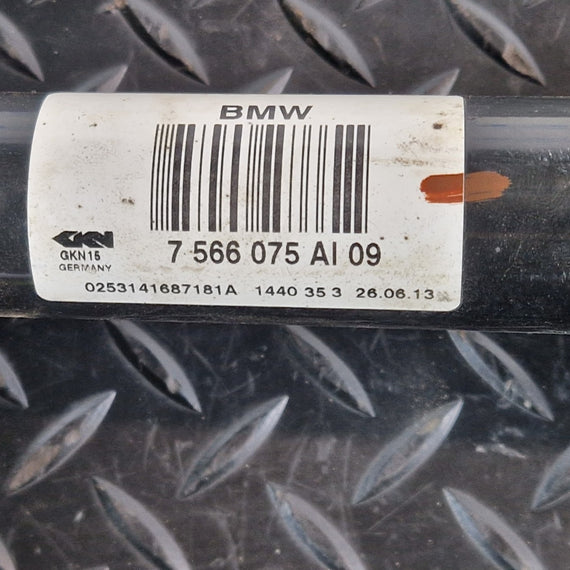 BMW
GKN
GKN15
GERMANY
7 566 075 AI 09
0253141687181A 1440 35 3 26.06.13